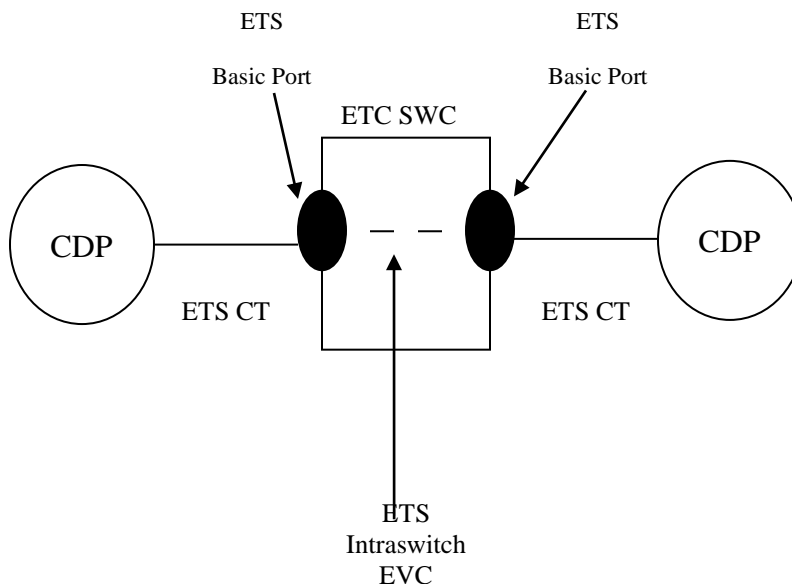 ETS
Basic Port
ETS
Basic Port
ETC SWC
CDP
CDP
ETS CT
ETS CT
ETS
Intraswitch
EVC